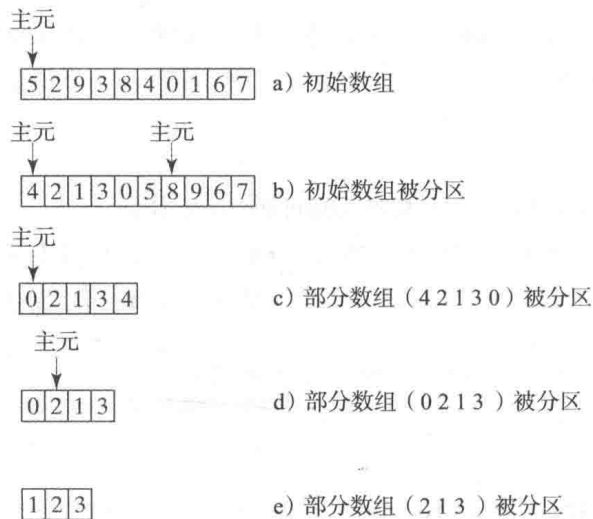 主元
5 2 9 3 8 4 0 1 6 7 a）初始数组
主元 主元
4 2 1 3 0 5 8 9 6 7 b）初始数组被分区
主元
0 2 1 3 4 c）部分数组（4 2 1 3 0）被分区
主元
0 2 1 3 d）部分数组（0 2 1 3 ）被分区
1 2 3 e）部分数组（2 1 3 ）被分区